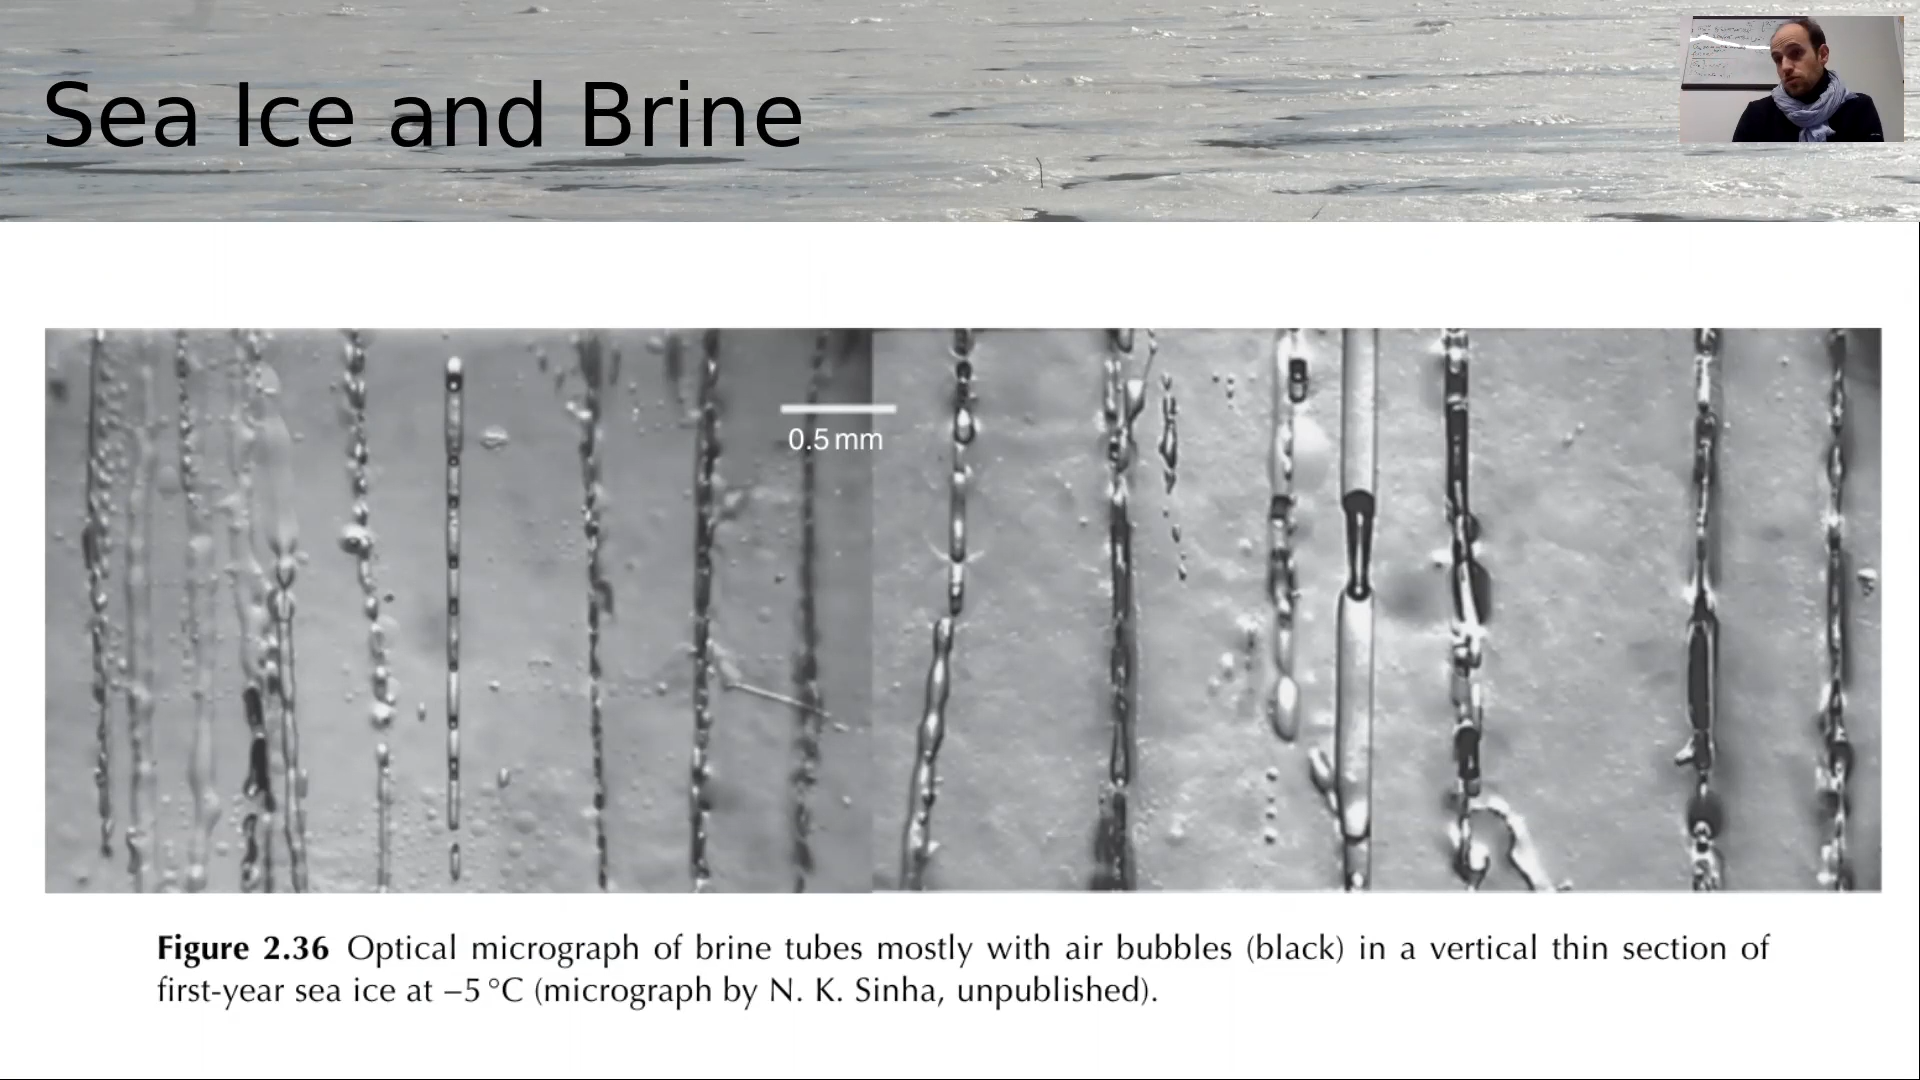 Sea Ice and Brine
0.5 mm
Figure 2.36 Optical micrograph of brine tubes mostly with air bubbles (black) in a vertical thin section of
first-year sea ice at −5 °C (micrograph by N. K. Sinha, unpublished).